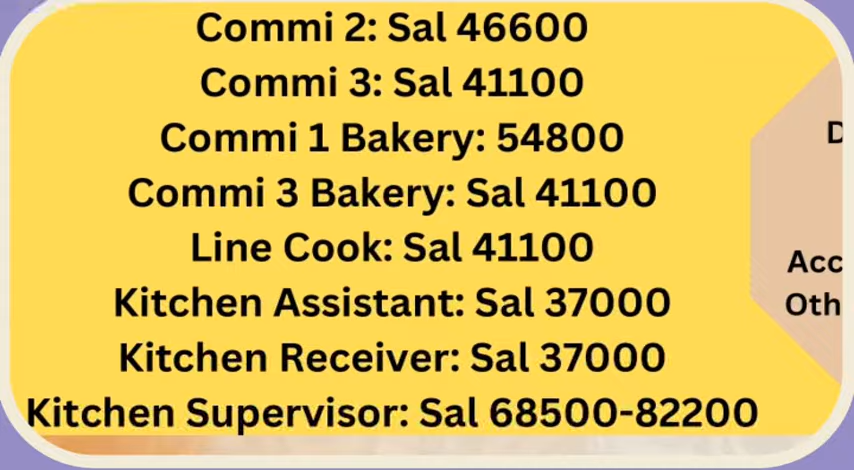 Commi 2: Sal 46600
Commi 3: Sal 41100
Commi 1 Bakery: 54800
Commi 3 Bakery: Sal 41100
Line Cook: Sal 41100
Kitchen Assistant: Sal 37000
Kitchen Receiver: Sal 37000
Kitchen Supervisor: Sal 68500-82200